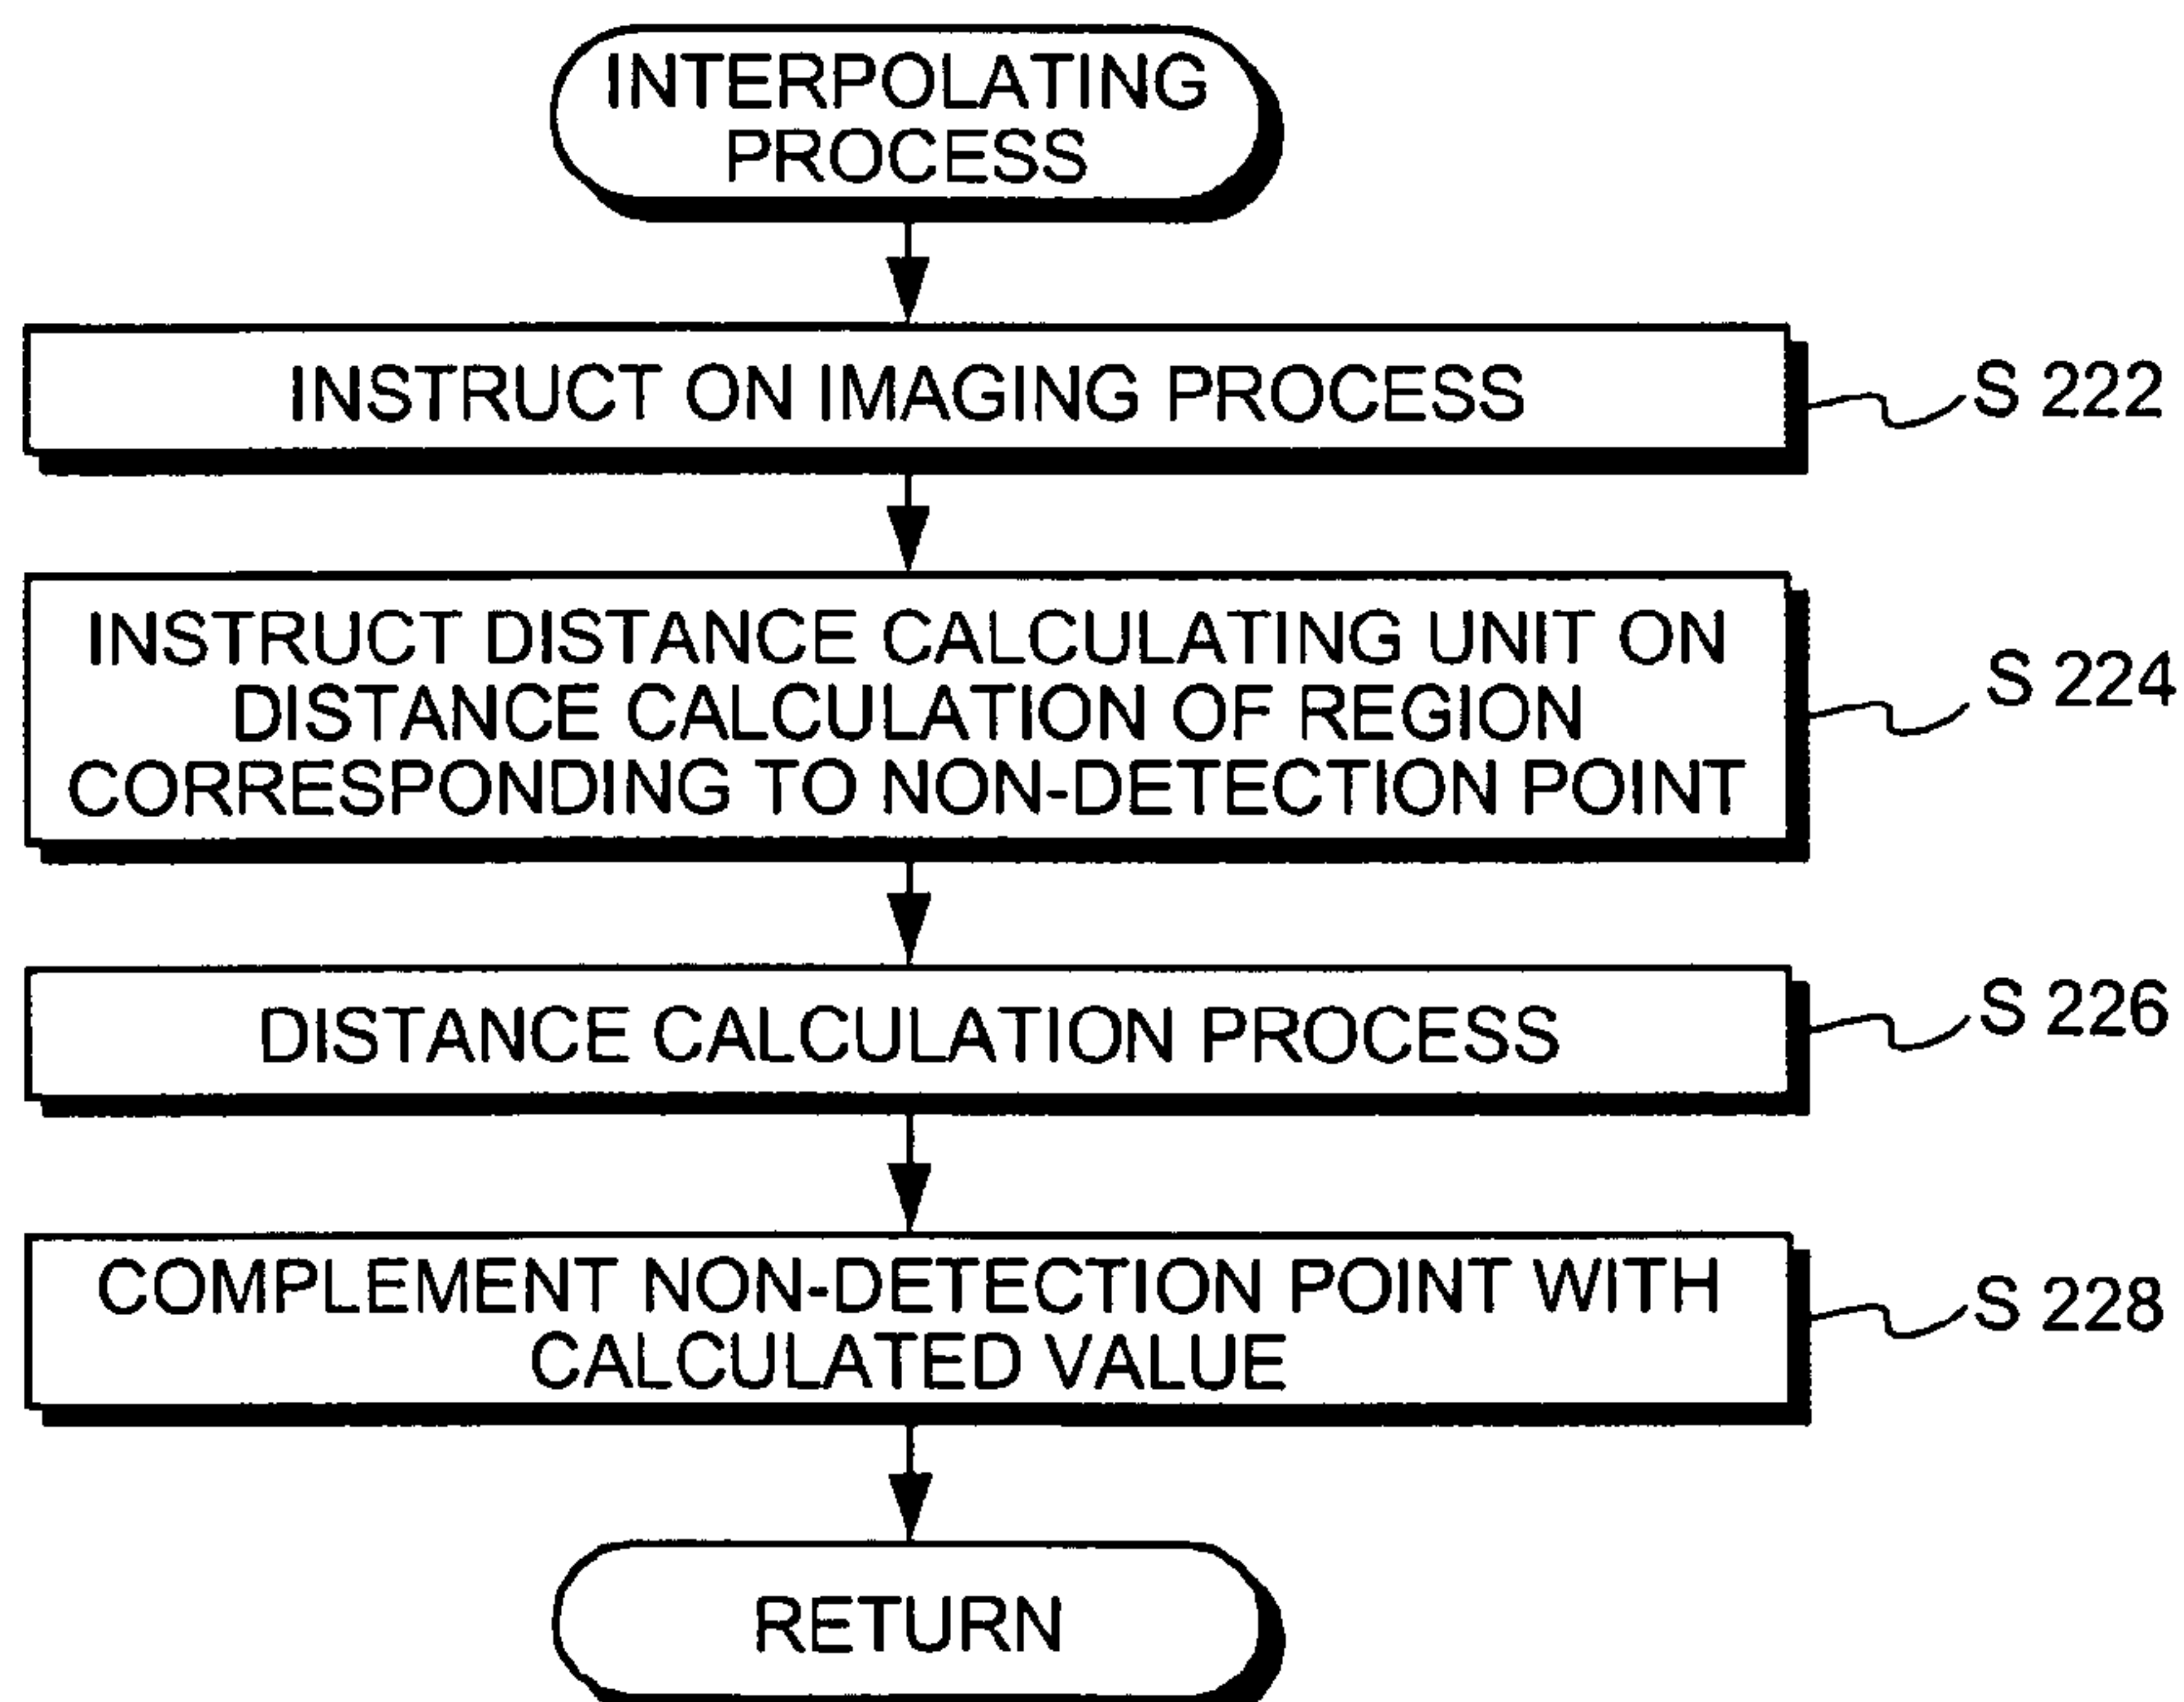 INTERPOLATING
PROCESS
INSTRUCT ON IMAGING PROCESS
S 222
INSTRUCT DISTANCE CALCULATING UNIT ON
DISTANCE CALCULATION OF REGION
CORRESPONDING TO NON-DETECTION POINT
S 224
DISTANCE CALCULATION PROCESS
S 226
COMPLEMENT NON-DETECTION POINT WITH
CALCULATED VALUE
S 228
RETURN